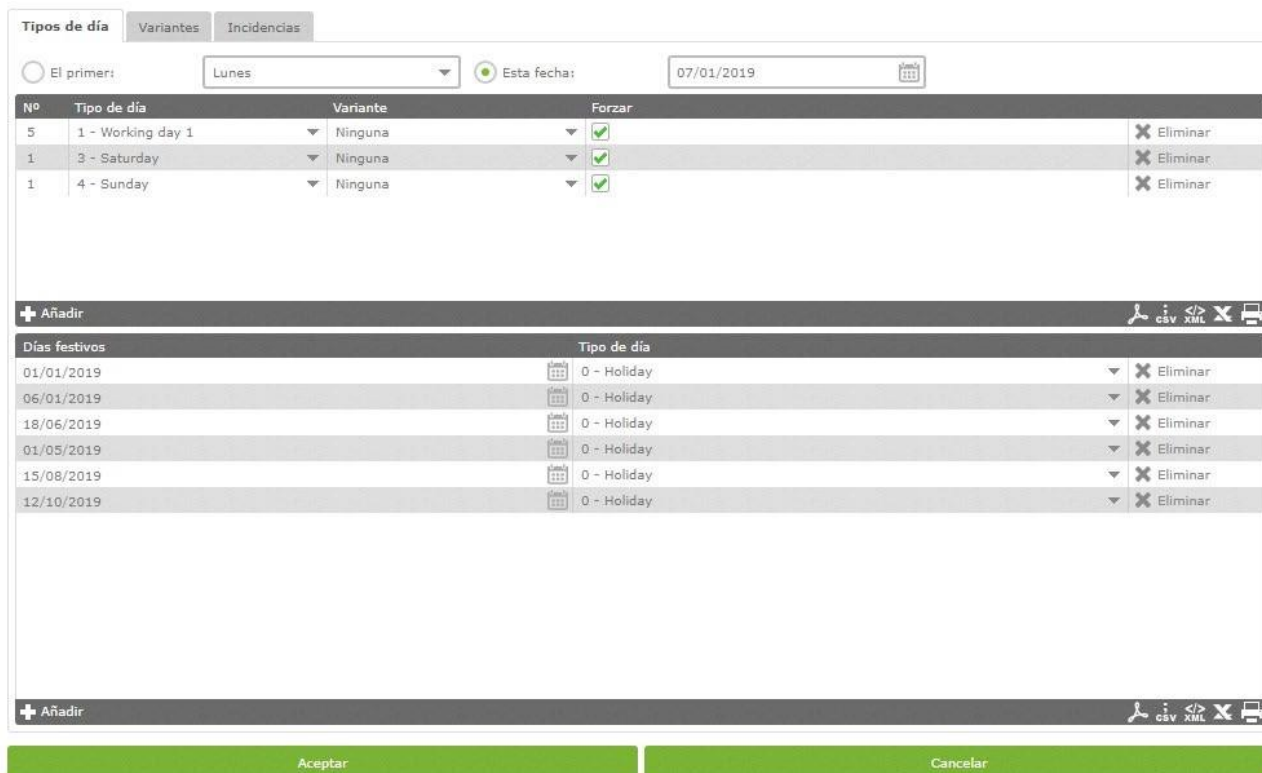 Tipos de día Variantes Incidencias
El primer: Lunes Esta fecha: 07/01/2019
Nº Tipo de día Variante Forzar
5 1 - Working day 1 Ninguna Eliminar
1 3 - Saturday Ninguna Eliminar
1 4 - Sunday Ninguna Eliminar
Añadir CSV </> XML X
Días festivos Tipo de día
01/01/2019 0 - Holiday Eliminar
06/01/2019 0 - Holiday Eliminar
18/06/2019 0 - Holiday Eliminar
01/05/2019 0 - Holiday Eliminar
15/08/2019 0 - Holiday Eliminar
12/10/2019 0 - Holiday Eliminar
Añadir CSV </> XML X
Aceptar Cancelar